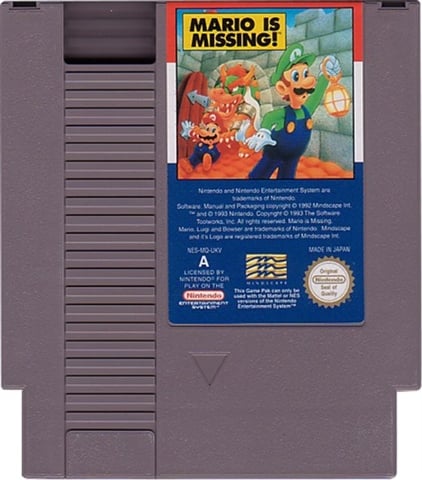 MARIO IS
MISSING!
Nintendo and Nintendo Entertainment System are
trademarks of Nintendo.
Software, Manual and Packaging copyright © 1992 Mindscape Int.
™ and © 1993 Nintendo. Copyright © 1993 The Software
Toolworks, Inc. All rights reserved. Mario is Missing.
Mario, Luigi and Bowser are trademarks of Nintendo. Mindscape
and it's Logo are registered trademarks of Mindscape Int.
NES-MQ-UKV
MADE IN JAPAN
A
LICENSED BY
NINTENDO FOR
PLAY ON THE
Nintendo
ENTERTAINMENT
SYSTEM™
MINDSCAPE
This Game Pak can only be
used with the Mattel or NES
versions of the Nintendo
Entertainment System™
Original
Nintendo
Seal of
Quality